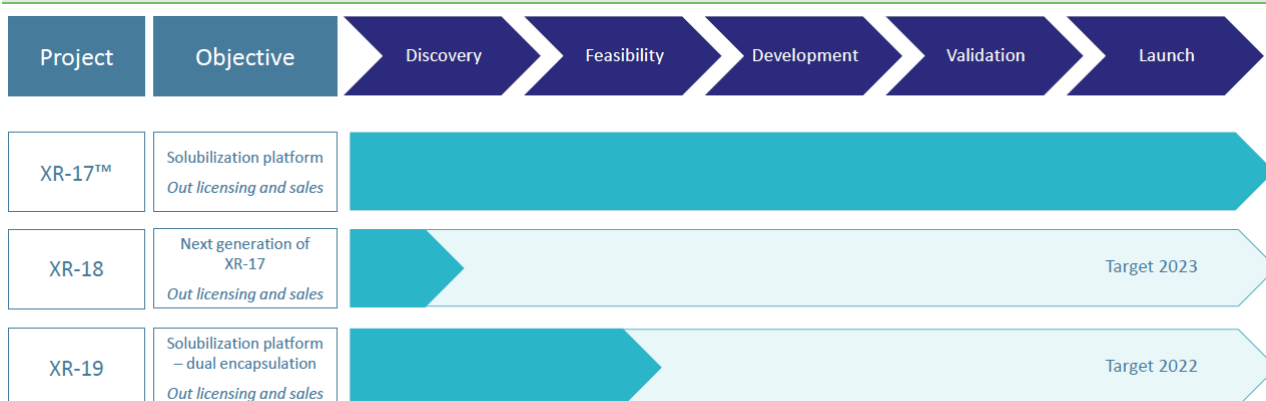 Project
Objective
Discovery
Feasibility
Development
Validation
Launch
XR-17™
Solubilization platform
Out licensing and sales
XR-18
Next generation of
XR-17
Out licensing and sales
Target 2023
XR-19
Solubilization platform
– dual encapsulation
Out licensing and sales
Target 2022